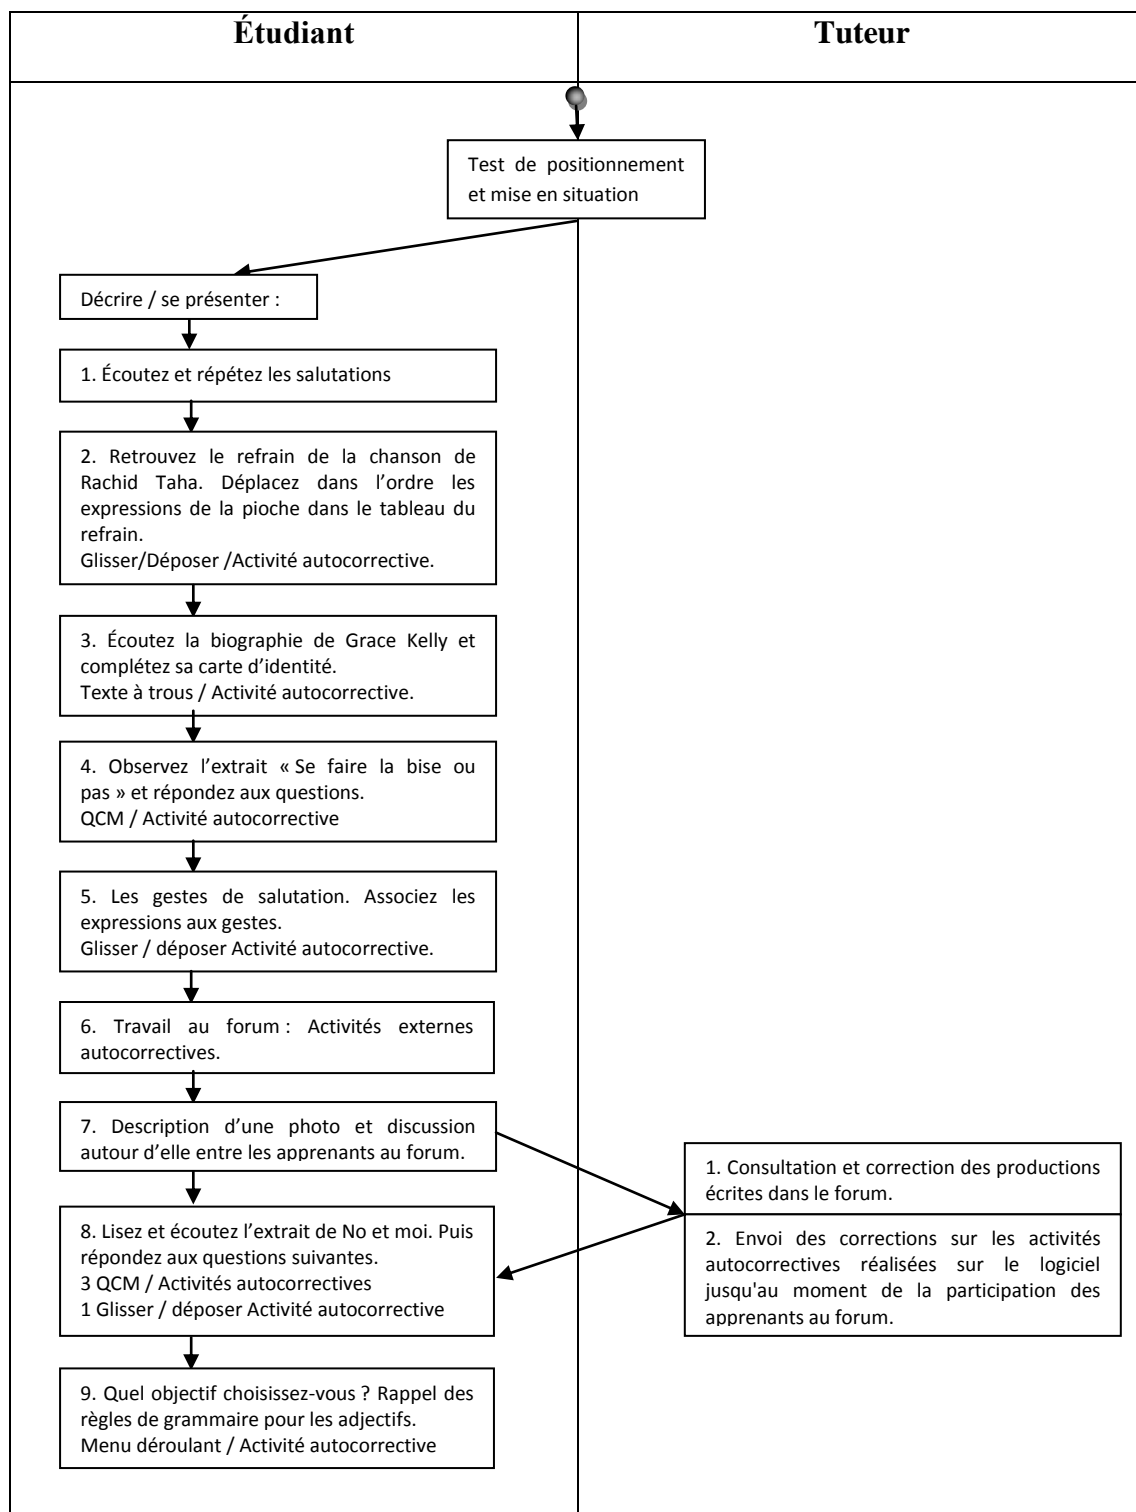 Étudiant
Tuteur
Test de positionnement
et mise en situation
Décrire / se présenter :
1. Écoutez et répétez les salutations
2. Retrouvez le refrain de la chanson de
Rachid Taha. Déplacez dans l’ordre les
expressions de la pioche dans le tableau du
refrain.
Glisser/Déposer /Activité autocorrective.
3. Écoutez la biographie de Grace Kelly et
complétez sa carte d’identité.
Texte à trous / Activité autocorrective.
4. Observez l’extrait « Se faire la bise ou
pas » et répondez aux questions.
QCM / Activité autocorrective
5. Les gestes de salutation. Associez les
expressions aux gestes.
Glisser / déposer Activité autocorrective.
6. Travail au forum : Activités externes
autocorrectives.
7. Description d’une photo et discussion
autour d’elle entre les apprenants au forum.
1. Consultation et correction des productions
écrites dans le forum.
2. Envoi des corrections sur les activités
autocorrectives réalisées sur le logiciel
jusqu'au moment de la participation des
apprenants au forum.
8. Lisez et écoutez l’extrait de No et moi. Puis
répondez aux questions suivantes.
3 QCM / Activités autocorrectives
1 Glisser / déposer Activité autocorrective
9. Quel objectif choisissez-vous ? Rappel des
règles de grammaire pour les adjectifs.
Menu déroulant / Activité autocorrective